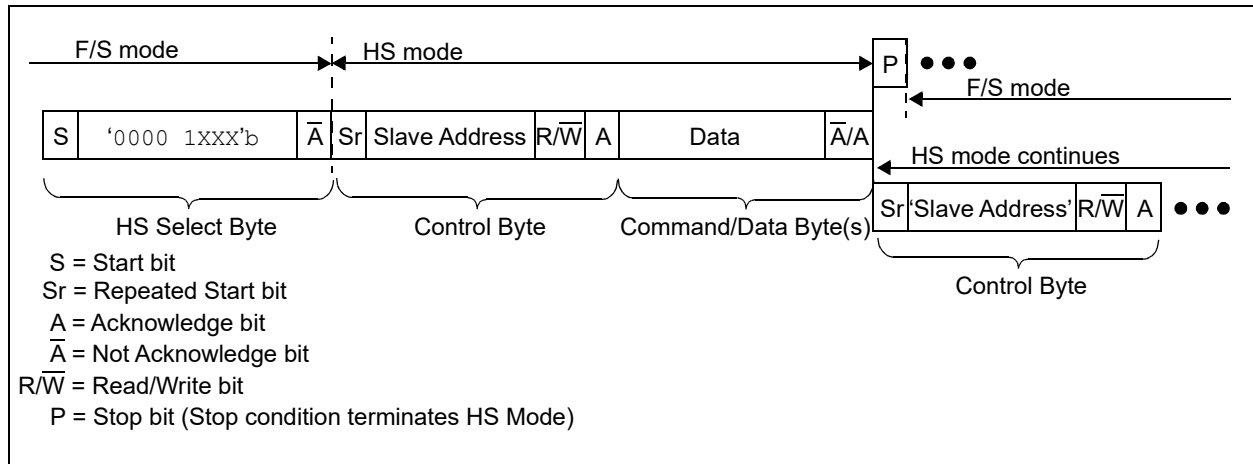 F/S mode
HS mode
P
F/S mode
S '0000 1XXX'b A̅ Sr Slave Address R/W̅ A Data A̅/A
HS mode continues
HS Select Byte
Control Byte
Command/Data Byte(s)
Sr 'Slave Address' R/W̅ A
Control Byte
S = Start bit
Sr = Repeated Start bit
A = Acknowledge bit
A̅ = Not Acknowledge bit
R/W̅ = Read/Write bit
P = Stop bit (Stop condition terminates HS Mode)